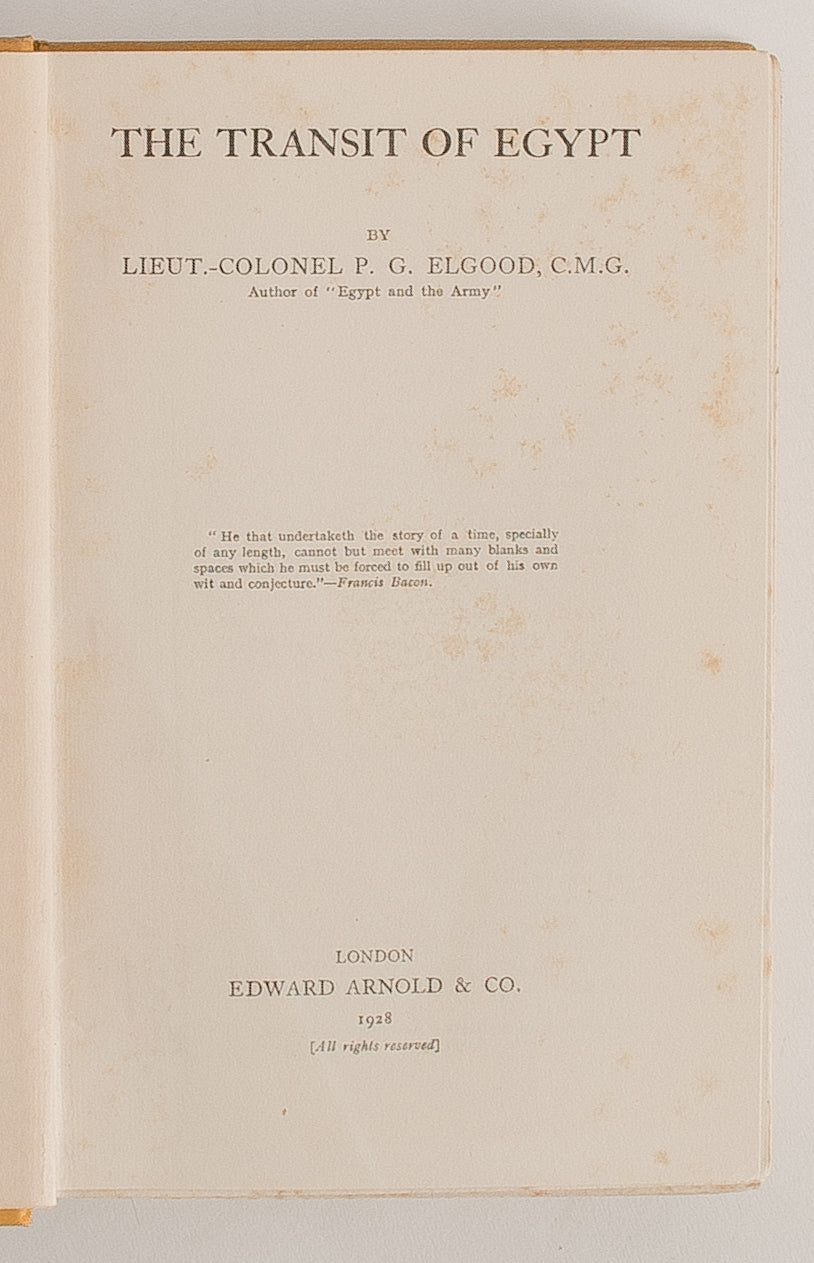 THE TRANSIT OF EGYPT
BY
LIEUT.-COLONEL P. G. ELGOOD, C.M.G.
Author of "Egypt and the Army"
" He that undertaketh the story of a time, specially
of any length, cannot but meet with many blanks and
spaces which he must be forced to fill up out of his own
wit and conjecture."—Francis Bacon.
LONDON
EDWARD ARNOLD & CO.
1928
[All rights reserved]